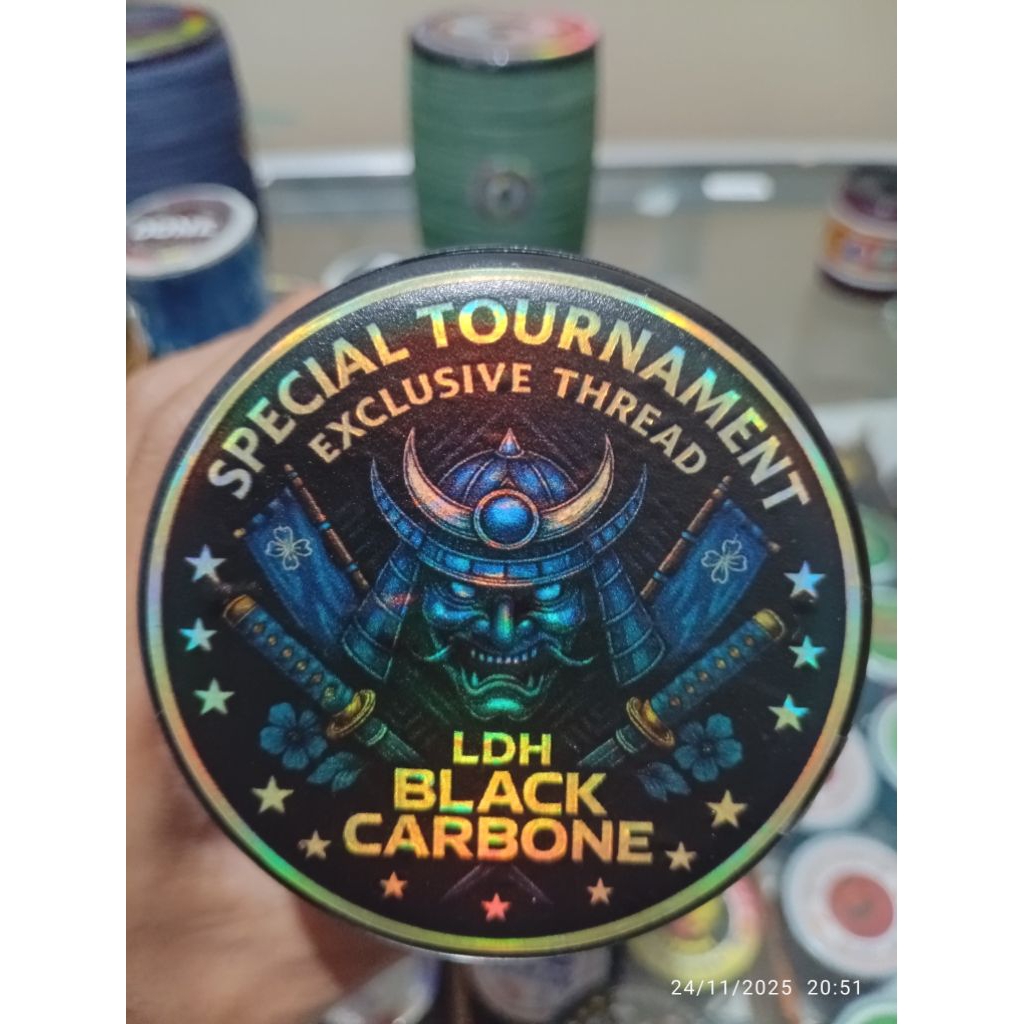 SPECIAL TOURNAMENT
EXCLUSIVE THREAD
LDH
BLACK
CARBONE
24/11/2025 20:51